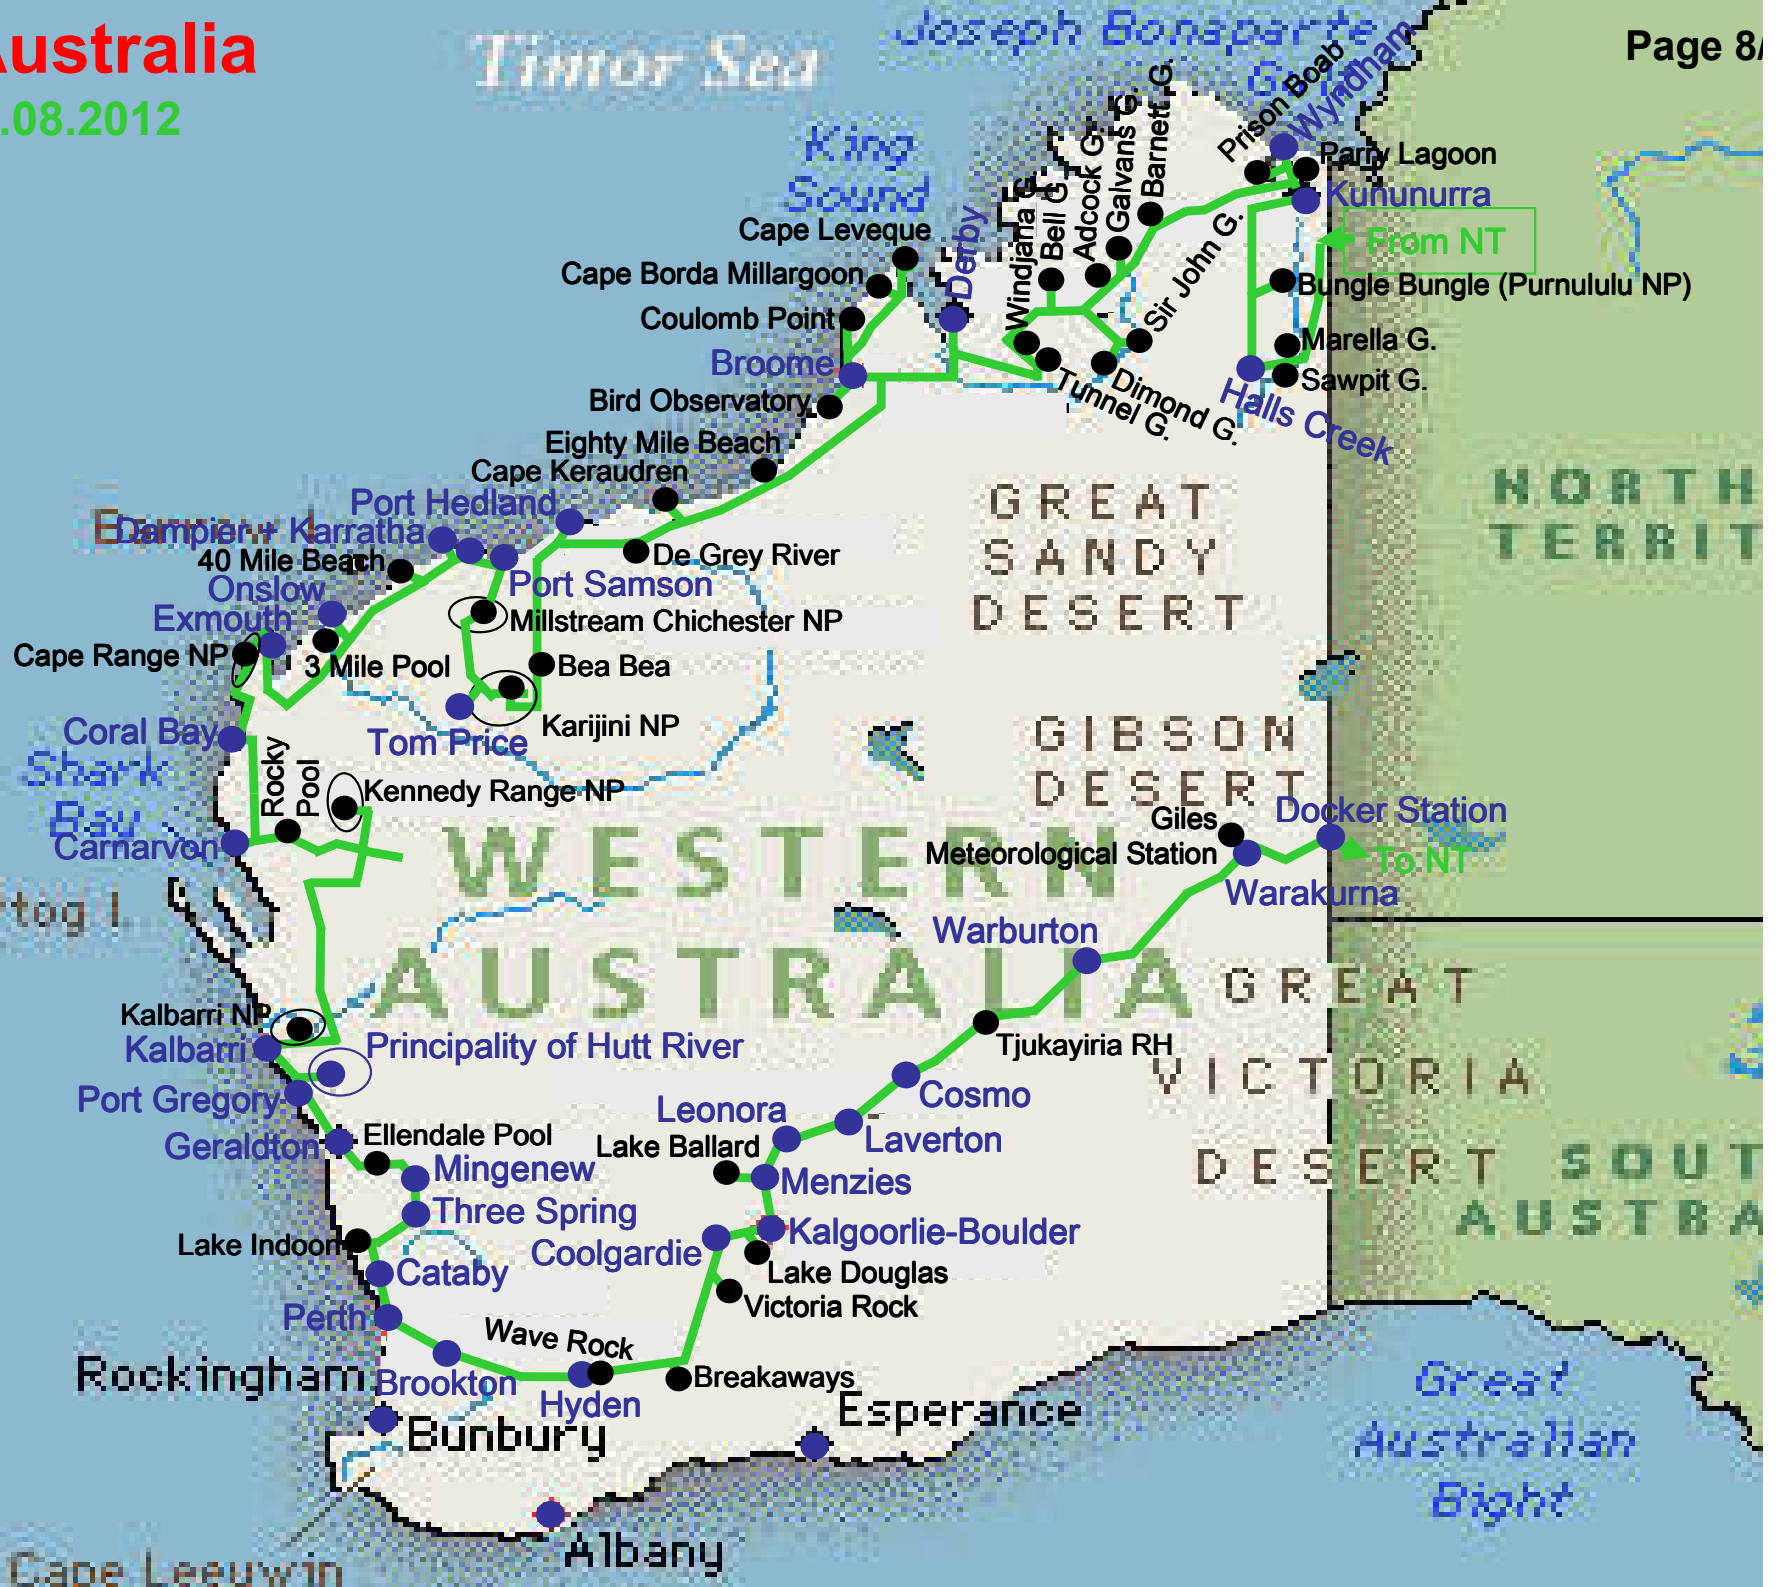 Australia
.08.2012
Timor Sea
Joseph Bonaparte
Page 8/
King
Sound
Prison Boab
Wyndham
Parry Lagoon
Kununurra
From NT
Bungle Bungle (Purnululu NP)
Marella G.
Sawpit G.
Halls Creek
Barnett G.
Galvans G.
Adcock G.
Bell G.
Windjana G.
Sir John G.
Dimond G.
Tunnel G.
Derby
Cape Leveque
Cape Borda Millargoon
Coulomb Point
Broome
Bird Observatory
Eighty Mile Beach
Cape Keraudren
Port Hedland
De Grey River
Dampier + Karratha
40 Mile Beach
Port Samson
Onslow
Exmouth
Millstream Chichester NP
Cape Range NP
3 Mile Pool
Bea Bea
Karijini NP
Tom Price
Coral Bay
Shark
Bay
Rocky
Pool
Kennedy Range NP
Carnarvon
GREAT
SANDY
DESERT
NORTH
TERRIT
GIBSON
DESERT
Docker Station
To NT
Giles
Meteorological Station
Warakurna
WESTERN
AUSTRALIA
rtog I.
Warburton
GREAT
VICTORIA
DESERT
Tjukayiria RH
Kalbarri NP
Kalbarri
Principality of Hutt River
Port Gregory
Cosmo
Leonora
Laverton
Geraldton
Ellendale Pool
Lake Ballard
Mingenew
Menzies
SOUT
AUSTRA
Three Spring
Kalgoorlie-Boulder
Lake Indoon
Coolgardie
Cataby
Lake Douglas
Victoria Rock
Perth
Wave Rock
Rockingham
Brookton
Hyden
Breakaways
Bunbury
Esperance
Great
Australian
Bight
Albany
Cape Leeuwin